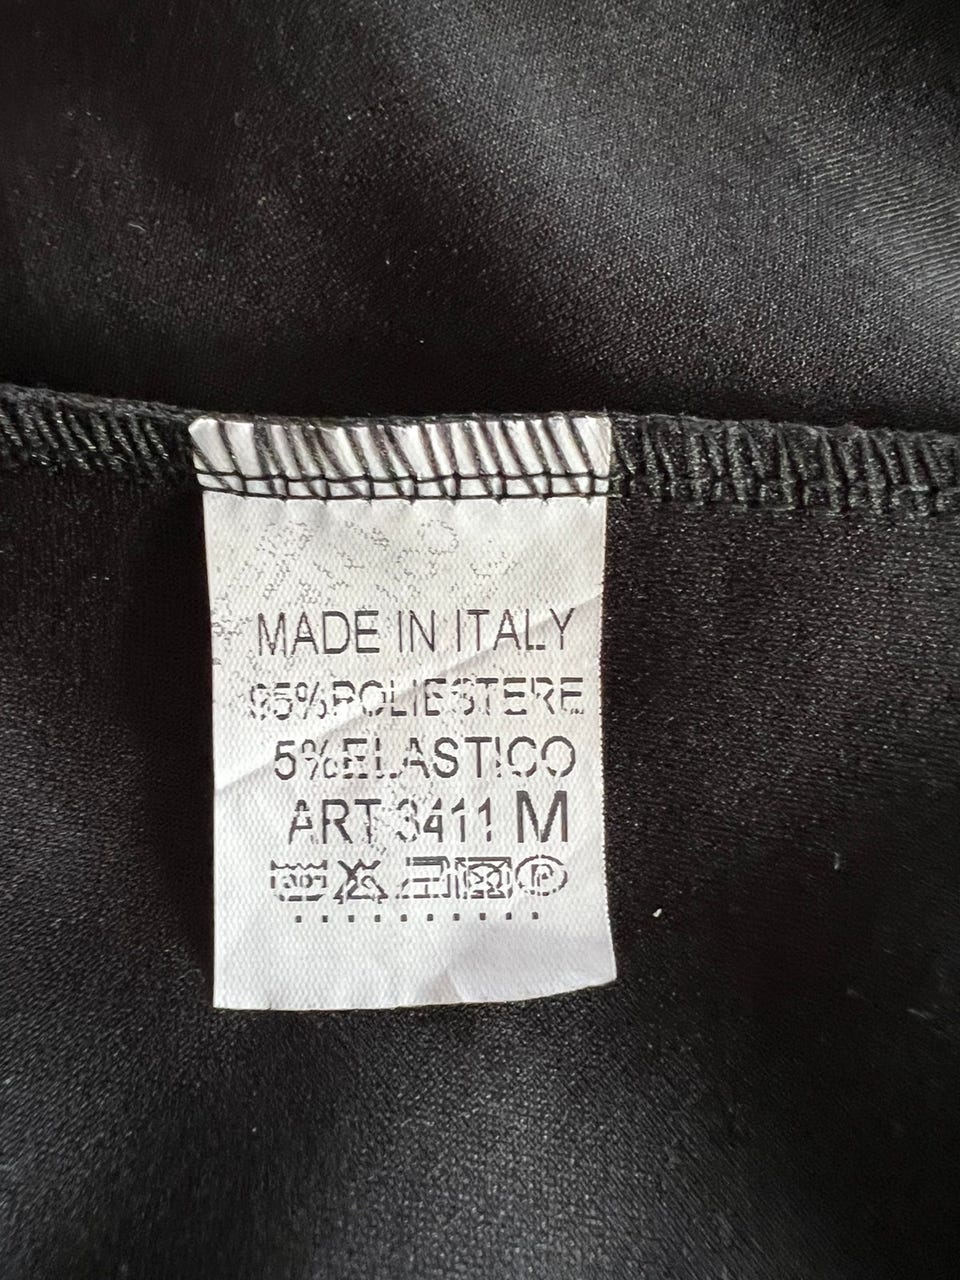 MADE IN ITALY
95%POLIESTERE
5%ELASTICO
ART 3411 M